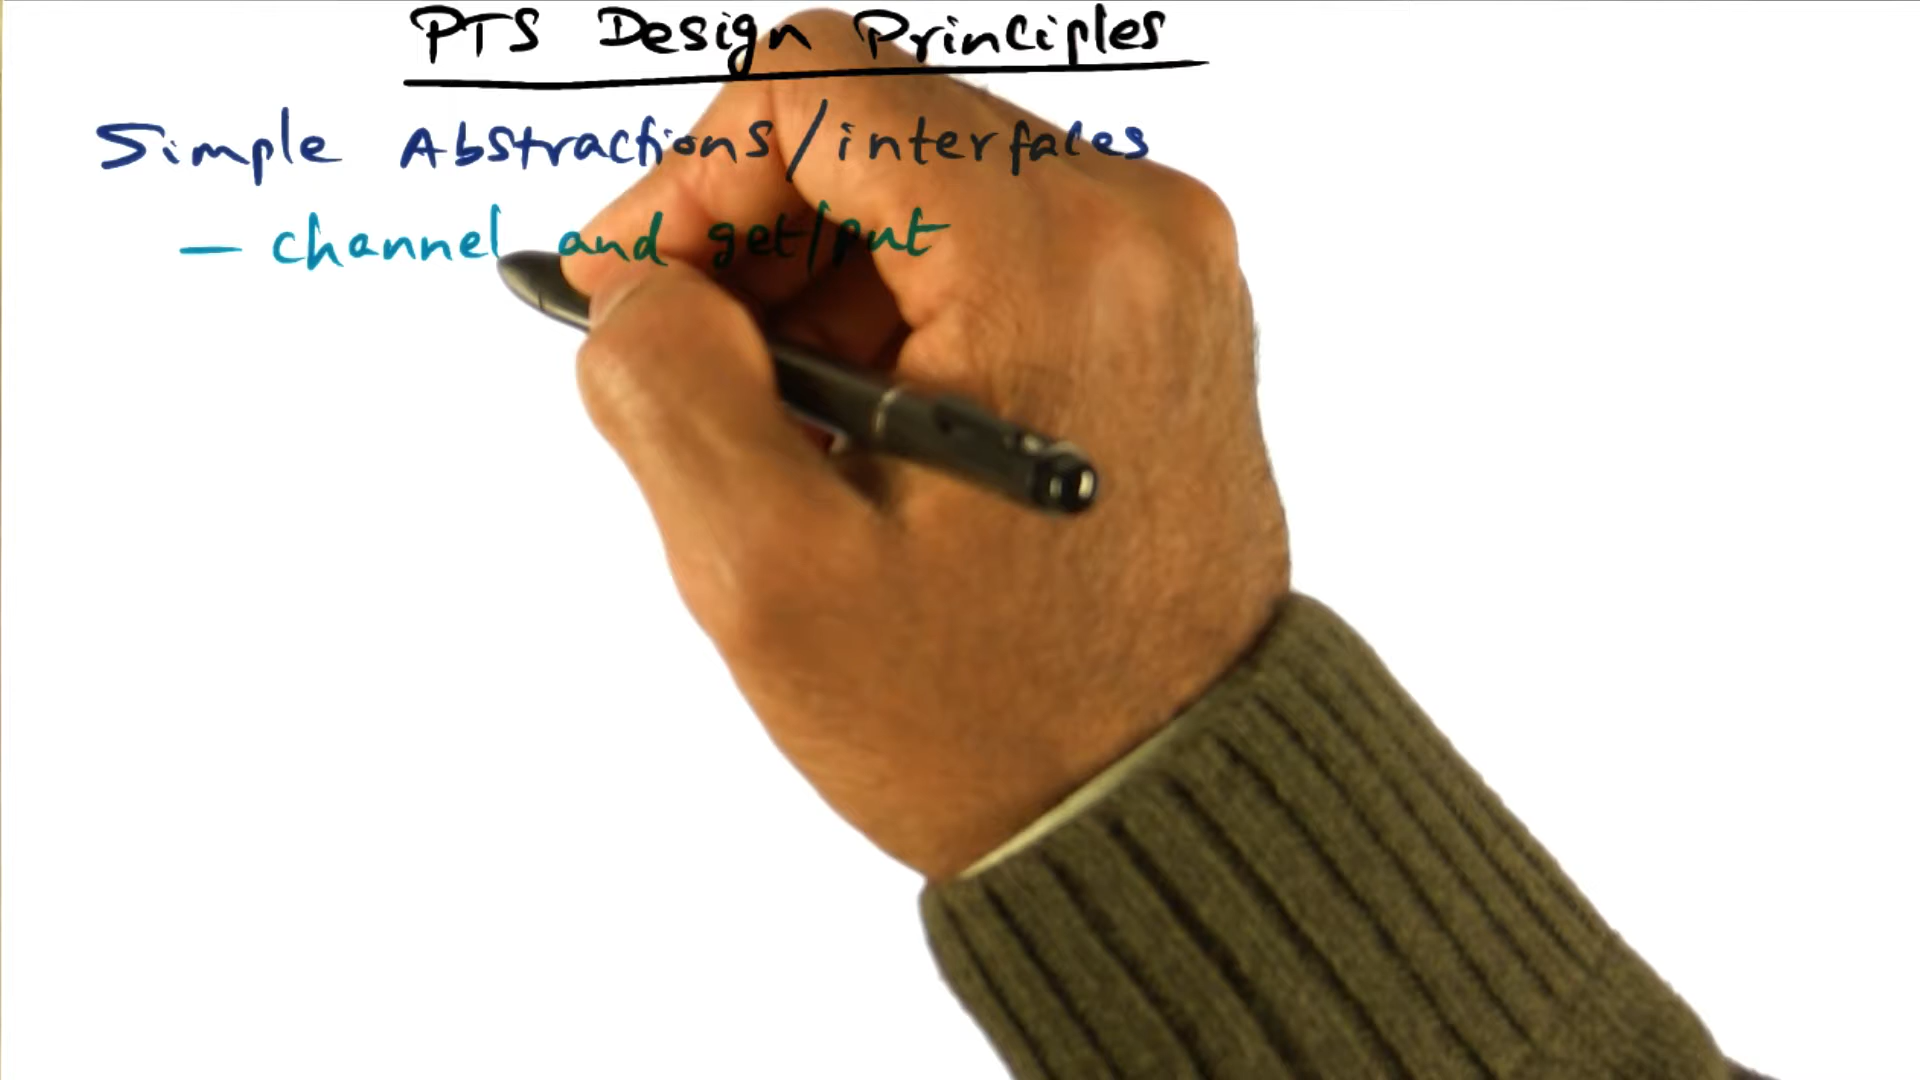 PTS Design Principles
Simple Abstractions/interfaces
- channel and get/put